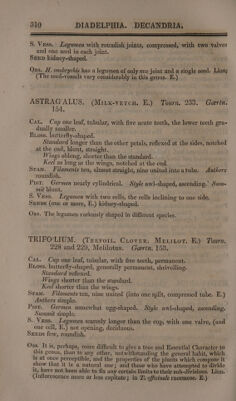 310 DIADELPHIA. DECANDRIA.
S. VESS. Legumen with roundish joints, compressed, with two valves
and one seed in each joint.
SEED kidney-shaped.
OBS. H. onobrychis has a legumen of only one joint and a single seed. Linn.
(The seed-vessels vary considerably in this genus. E.)
ASTRAG'ALUS. (MILK-VETCH. E.) Tourn. 233. Gærtn.
154.
CAL. Cup one leaf, tubular, with five acute teeth, the lower teeth gra-
dually smaller.
BLOSS. butterfly-shaped.
Standard longer than the other petals, reflexed at the sides, notched
at the end, blunt, straight.
Wings oblong, shorter than the standard.
Keel as long as the wings, notched at the end.
STAM. Filaments ten, almost straight, nine united into a tube. Anthers
roundish.
PIST. Germen nearly cylindrical. Style awl-shaped, ascending. Sum-
mit blunt.
S. VESS. Legumen with two cells, the cells inclining to one side.
SEEDS (one or more, E.) kidney-shaped.
OBS. The legumen variously shaped in different species.
TRIFO'LIUM. (TREFOIL. CLOVER. MELILOT. E.) Tourn.
228 and 229, Melilotus. Gærtn. 153.
CAL. Cup one leaf, tubular, with five teeth, permanent.
BLOSS. butterfly-shaped, generally permanent, shrivelling.
Standard reflexed.
Wings shorter than the standard.
Keel shorter than the wings.
STAM. Filaments ten, nine united (into one split, compressed tube. E.)
Anthers simple.
PIST. Germen somewhat egg-shaped. Style awl-shaped, ascending.
Summit simple.
S. VESS. Legumen scarcely longer than the cup, with one valve, (and
one cell, E.) not opening, deciduous.
SEEDS few, roundish.
OBS. It is, perhaps, more difficult to give a true and Essential Character to
this genus, than to any other, notwithstanding the general habit, which
is at once perceptible, and the properties of the plants which compose it
show that it is a natural one; and those who have attempted to divide
it, have not been able to fix any certain limits to their sub-divisions. Linn.
(Inflorescence more or less capitate; in T. officinale racemose. E.)